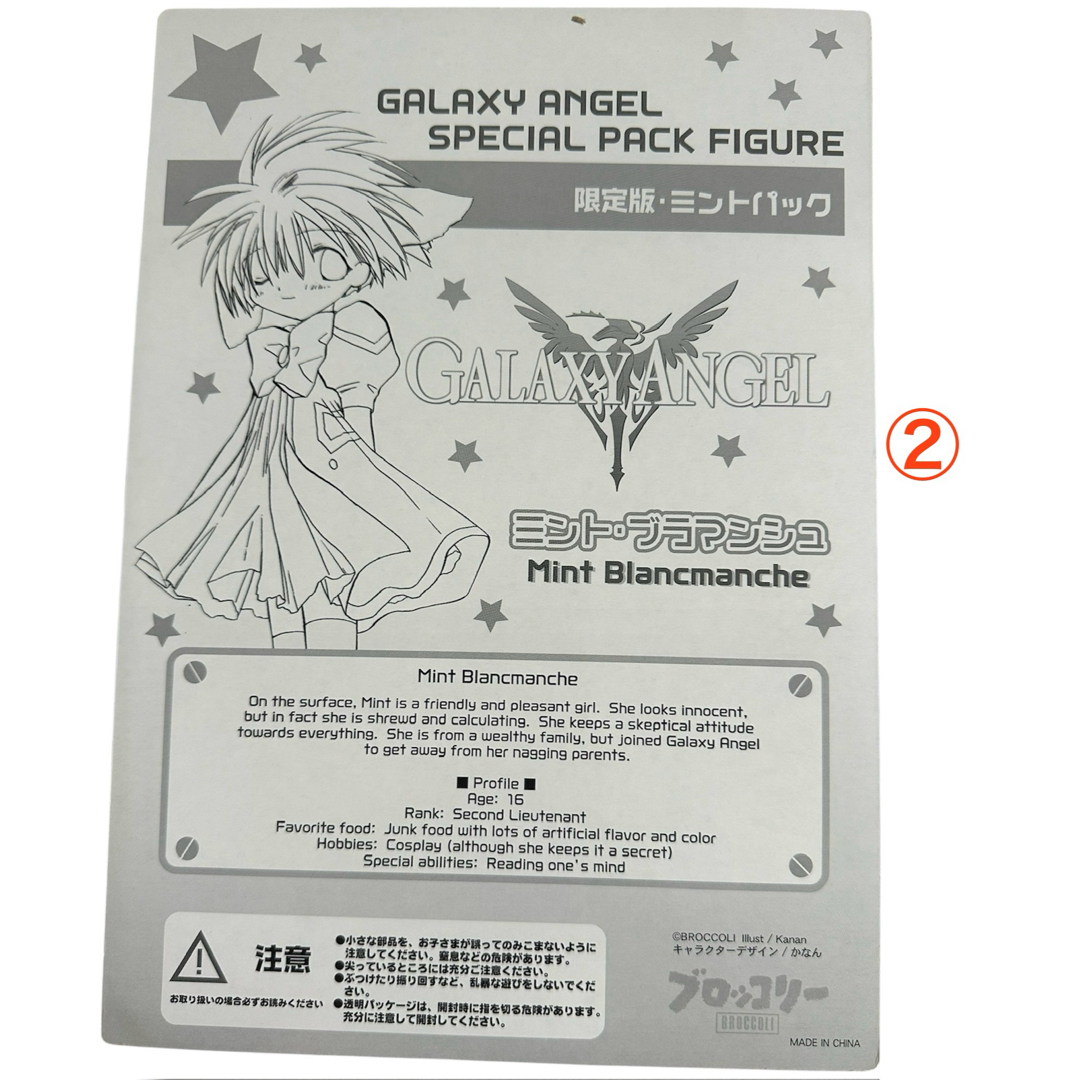 GALAXY ANGEL
SPECIAL PACK FIGURE
限定版・ミントパック
GALAXY ANGEL
②
ミント・ブラマンシュ
Mint Blancmanche
Mint Blancmanche
On the surface, Mint is a friendly and pleasant girl. She looks innocent,
but in fact she is shrewd and calculating. She keeps a skeptical attitude
towards everything. She is from a wealthy family, but joined Galaxy Angel
to get away from her nagging parents.
■ Profile ■
Age: 16
Rank: Second Lieutenant
Favorite food: Junk food with lots of artificial flavor and color
Hobbies: Cosplay (although she keeps it a secret)
Special abilities: Reading one's mind
注意
お取り扱いの場合必ずお読みください
●小さな部品を、お子さまが誤ってのみこまないように
注意してください。窒息などの危険があります。
●尖っているところには充分ご注意ください。
●ぶつけたり振り回すなど、乱暴な遊びをしないでくだ
さい。
●透明パッケージは、開封時に指を切る危険があります。
充分に注意して開封してください。
©BROCCOLI Illust / Kanan
キャラクターデザイン / かなん
ブロッコリー
BROCCOLI
MADE IN CHINA